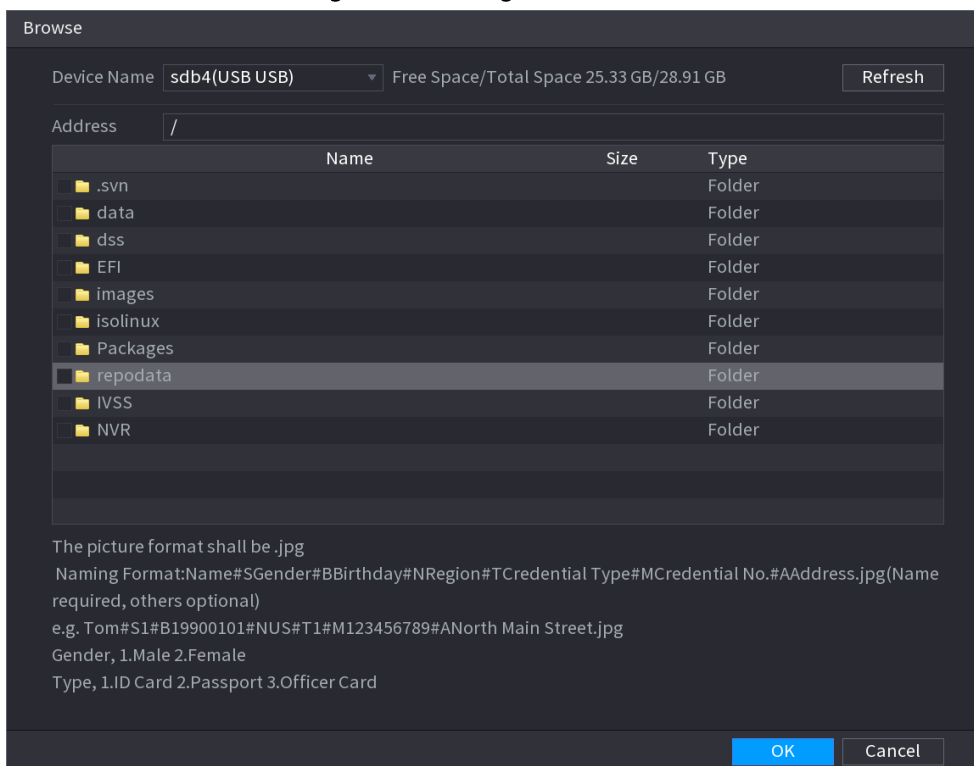 Browse
Device Name sdb4(USB USB) Free Space/Total Space 25.33 GB/28.91 GB Refresh
Address /
Name Size Type
.svn Folder
data Folder
dss Folder
EFI Folder
images Folder
isolinux Folder
Packages Folder
repodata Folder
IVSS Folder
NVR Folder
The picture format shall be .jpg
Naming Format:Name#SGender#BBirthday#NRegion#TCredential Type#MCredential No.#AAddress.jpg(Name
required, others optional)
e.g. Tom#S1#B19900101#NUS#T1#M123456789#ANorth Main Street.jpg
Gender, 1.Male 2.Female
Type, 1.ID Card 2.Passport 3.Officer Card
OK Cancel